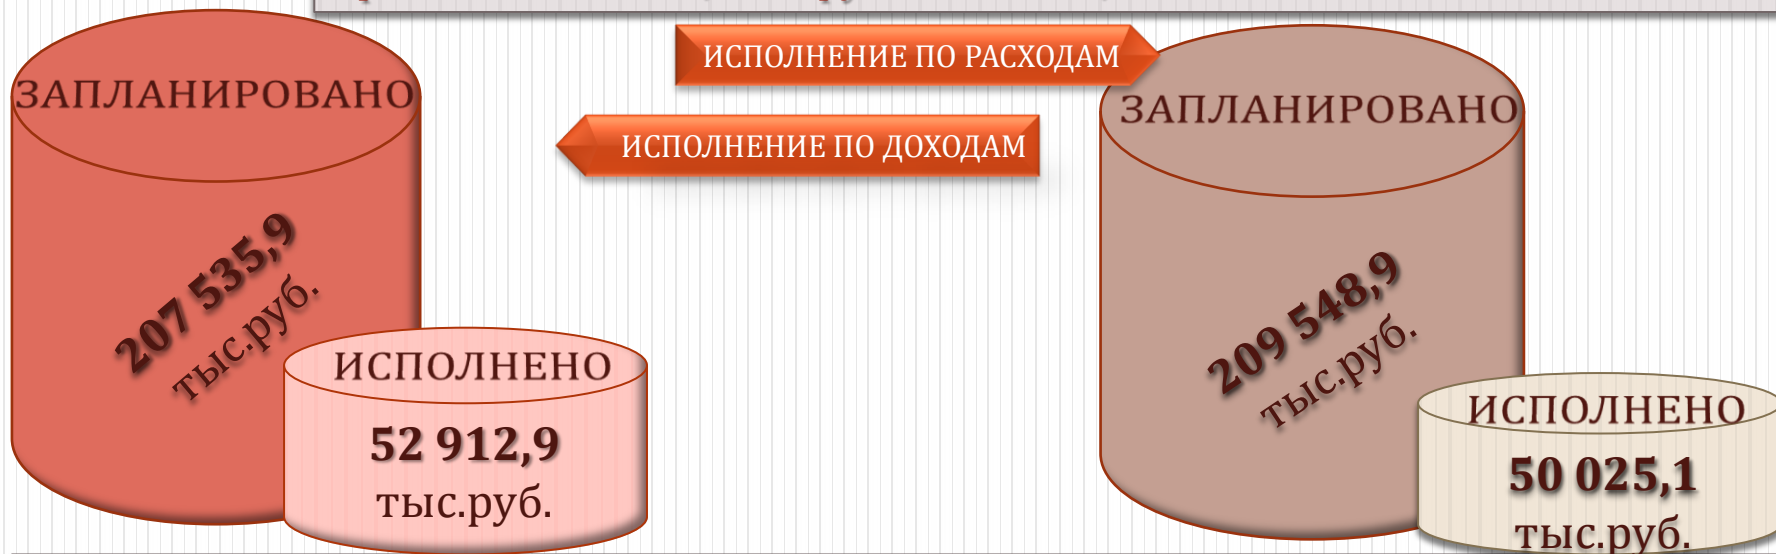 ИСПОЛНЕНИЕ ПО РАСХОДАМ
ИСПОЛНЕНИЕ ПО ДОХОДАМ
ЗАПЛАНИРОВАНО
207 535,9
тыс.руб.
ИСПОЛНЕНО
52 912,9
тыс.руб.
ЗАПЛАНИРОВАНО
209 548,9
тыс.руб.
ИСПОЛНЕНО
50 025,1
тыс.руб.